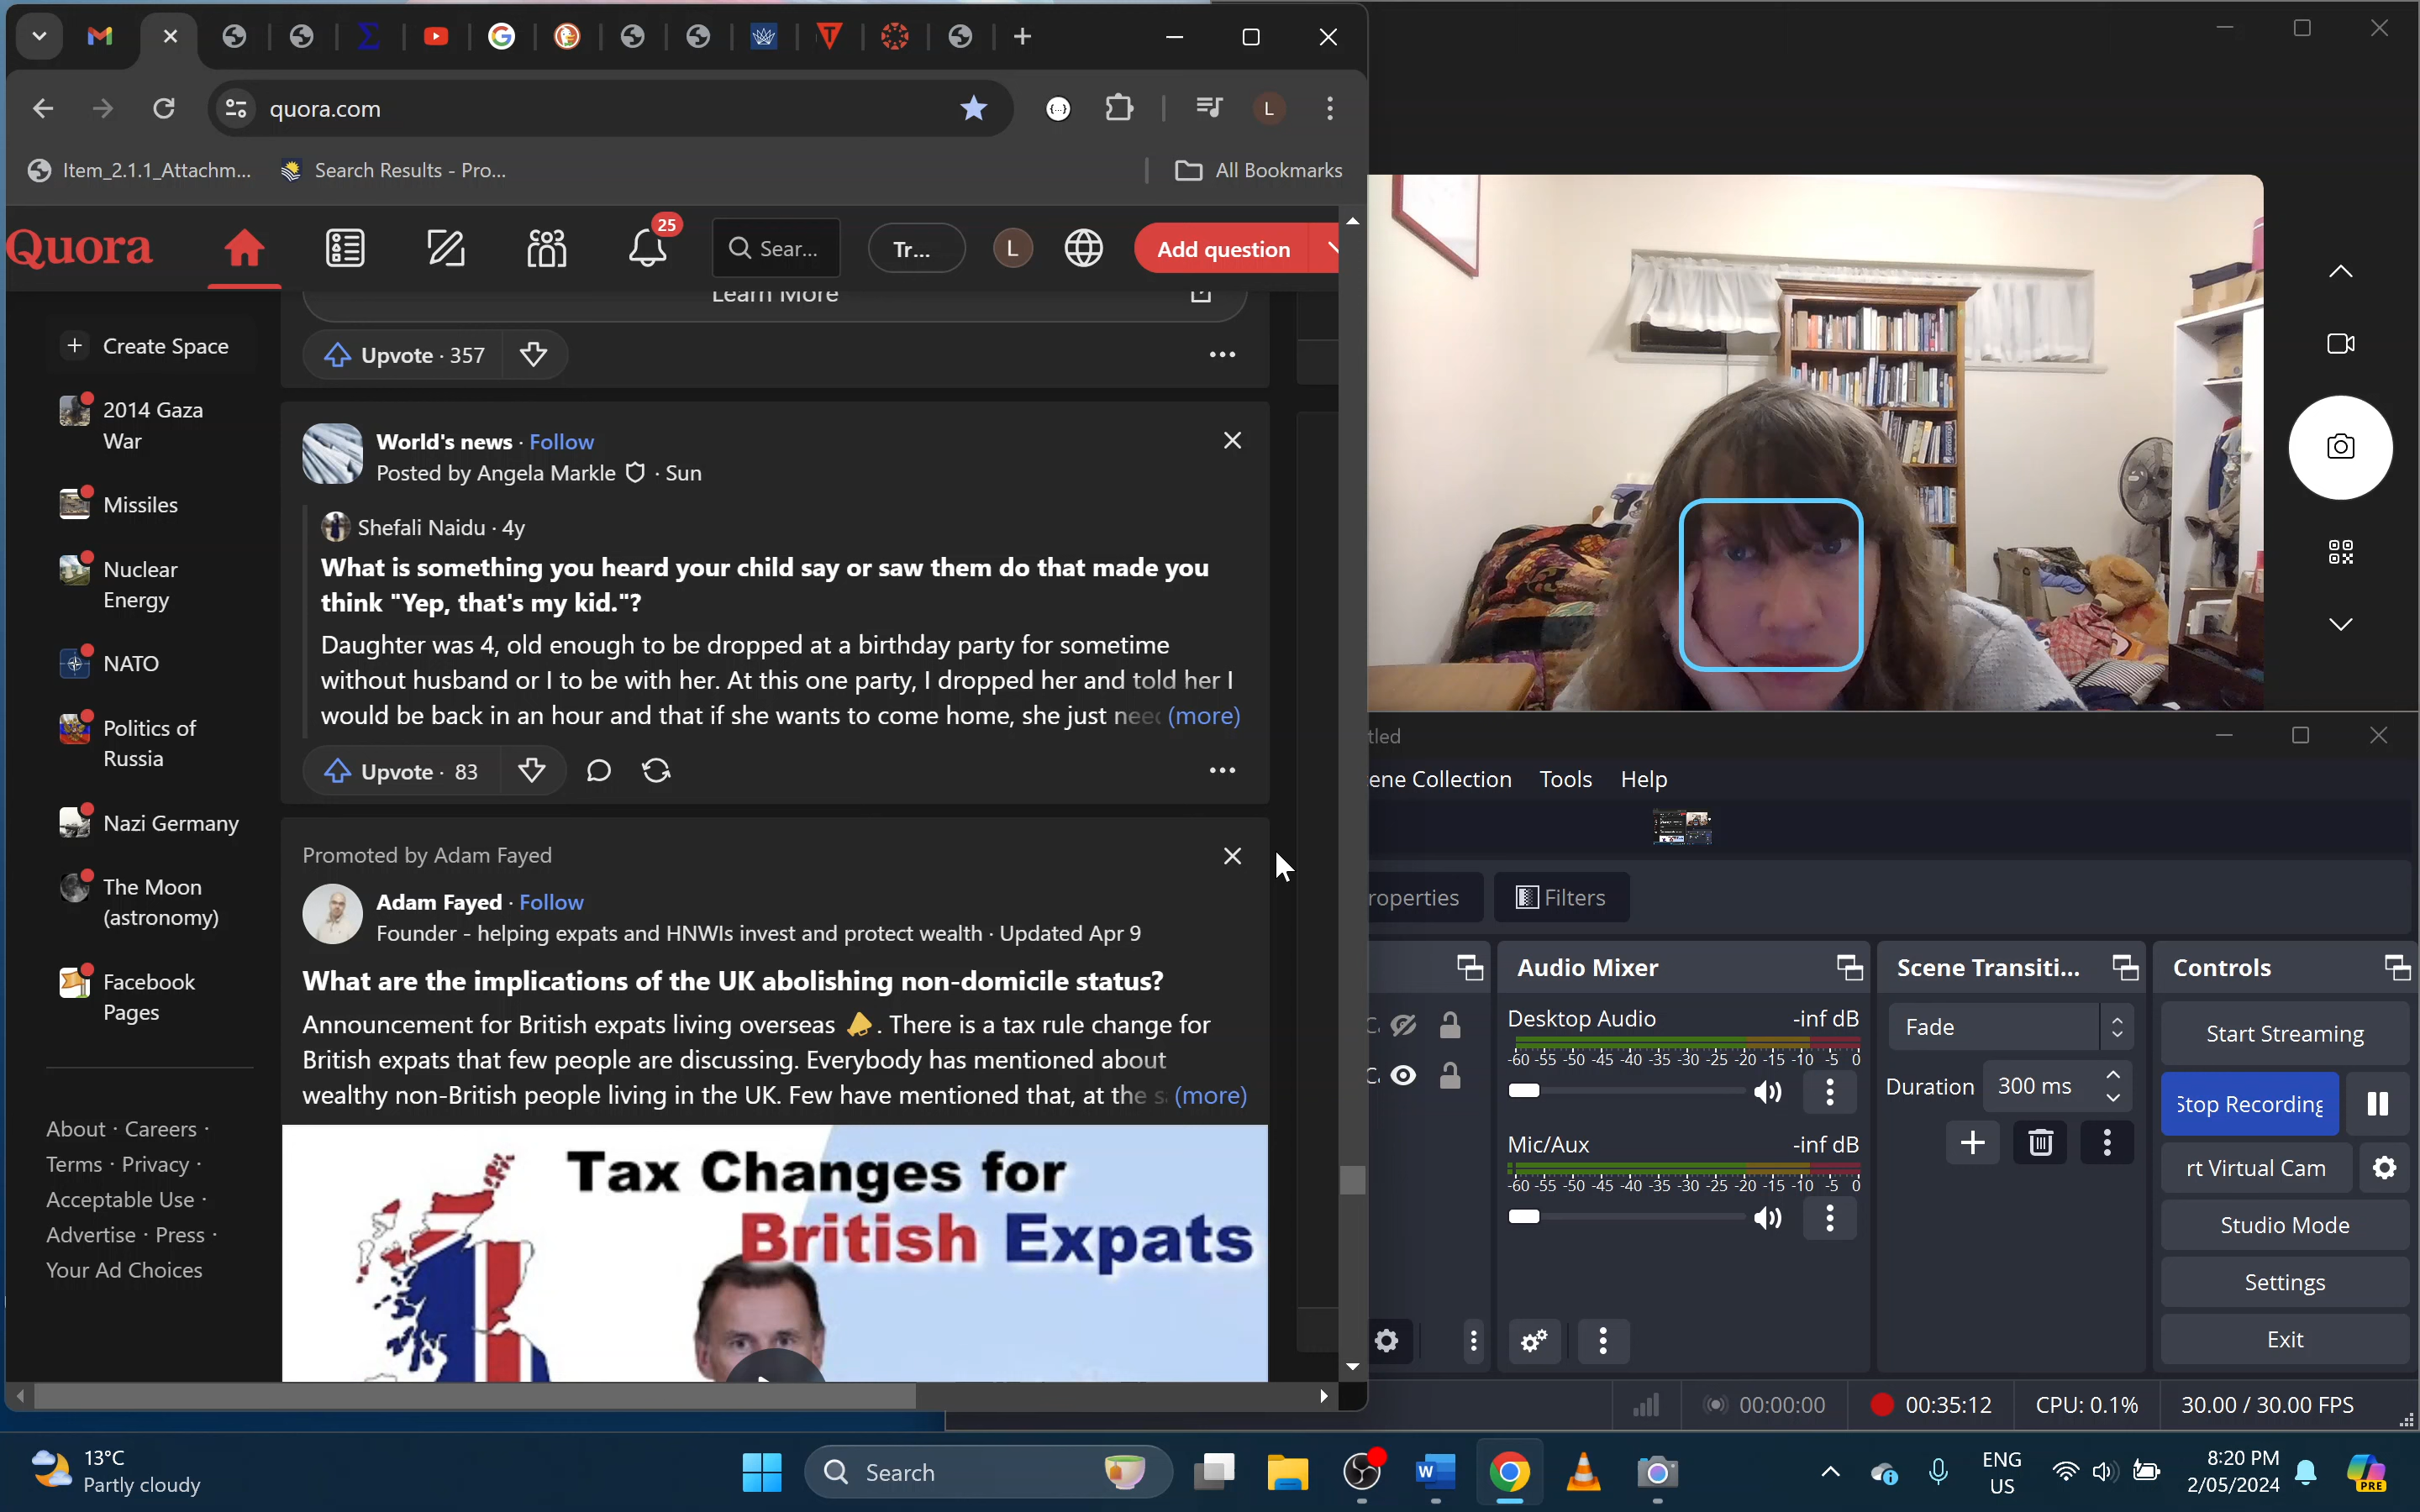 quora.com
L
Item_2.1.1_Attachm...
Search Results - Pro...
All Bookmarks
Quora
25
Sear...
Tr...
L
Add question
Learn More
Create Space
2014 Gaza
War
Missiles
Nuclear
Energy
NATO
Politics of
Russia
Nazi Germany
The Moon
(astronomy)
Facebook
Pages
About · Careers ·
Terms · Privacy ·
Acceptable Use ·
Advertise · Press ·
Your Ad Choices
Upvote · 357
World's news · Follow
Posted by Angela Markle · Sun
Shefali Naidu · 4y
What is something you heard your child say or saw them do that made you
think "Yep, that's my kid."?
Daughter was 4, old enough to be dropped at a birthday party for sometime
without husband or I to be with her. At this one party, I dropped her and told her I
would be back in an hour and that if she wants to come home, she just (more)
Upvote · 83
Promoted by Adam Fayed
Adam Fayed · Follow
Founder - helping expats and HNWIs invest and protect wealth · Updated Apr 9
What are the implications of the UK abolishing non-domicile status?
Announcement for British expats living overseas 📣. There is a tax rule change for
British expats that few people are discussing. Everybody has mentioned about
wealthy non-British people living in the UK. Few have mentioned that, at the (more)
Tax Changes for
British Expats
tled
ene Collection Tools Help
roperties Filters
Audio Mixer
Desktop Audio -inf dB
-60 -55 -50 -45 -40 -35 -30 -25 -20 -15 -10 -5 0
Mic/Aux -inf dB
-60 -55 -50 -45 -40 -35 -30 -25 -20 -15 -10 -5 0
Scene Transiti...
Fade
Duration 300 ms
Controls
Start Streaming
Stop Recording
rt Virtual Cam
Studio Mode
Settings
Exit
00:00:00 00:35:12 CPU: 0.1% 30.00 / 30.00 FPS
13°C
Partly cloudy
Search
ENG
US
8:20 PM
2/05/2024
PRE